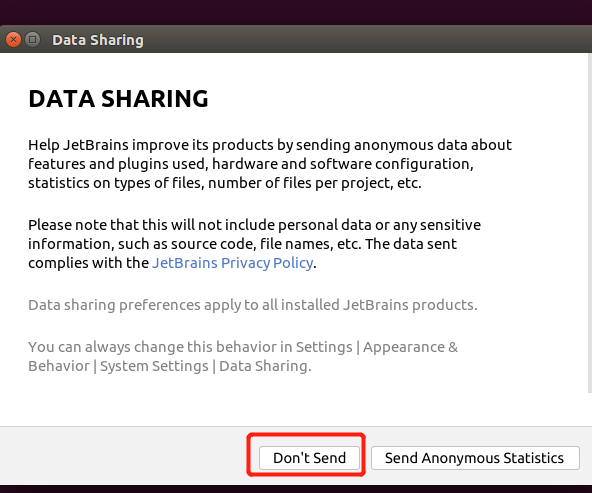 Data Sharing
DATA SHARING
Help JetBrains improve its products by sending anonymous data about
features and plugins used, hardware and software configuration,
statistics on types of files, number of files per project, etc.
Please note that this will not include personal data or any sensitive
information, such as source code, file names, etc. The data sent
complies with the JetBrains Privacy Policy.
Data sharing preferences apply to all installed JetBrains products.
You can always change this behavior in Settings | Appearance &
Behavior | System Settings | Data Sharing.
Don't Send
Send Anonymous Statistics